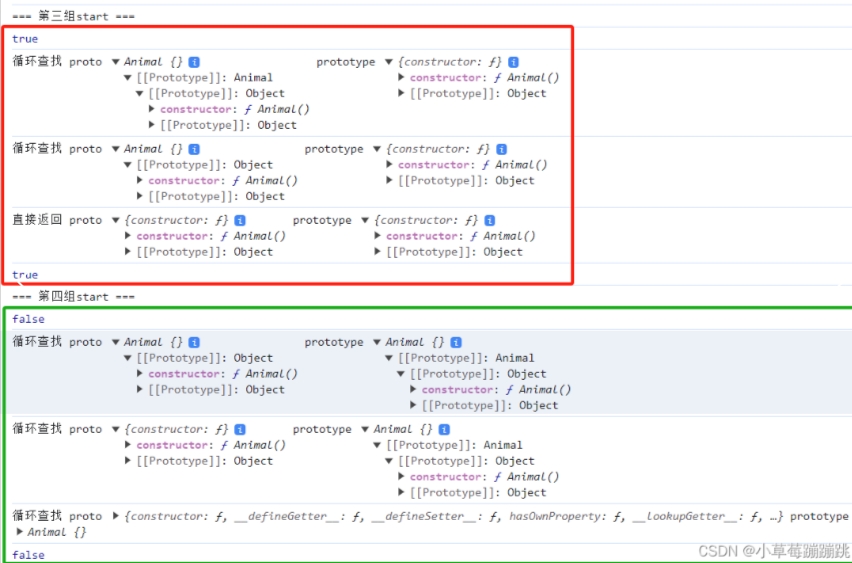 === 第三组start ===
true
循环查找 proto ▼ Animal {} i prototype ▼ {constructor: ƒ} i
▼ [[Prototype]]: Animal ▶ constructor: ƒ Animal()
▼ [[Prototype]]: Object ▶ [[Prototype]]: Object
▶ constructor: ƒ Animal()
▶ [[Prototype]]: Object
循环查找 proto ▼ Animal {} i prototype ▼ {constructor: ƒ} i
▼ [[Prototype]]: Object ▶ constructor: ƒ Animal()
▶ constructor: ƒ Animal() ▶ [[Prototype]]: Object
▶ [[Prototype]]: Object
直接返回 proto ▼ {constructor: ƒ} i prototype ▼ {constructor: ƒ} i
▶ constructor: ƒ Animal() ▶ constructor: ƒ Animal()
▶ [[Prototype]]: Object ▶ [[Prototype]]: Object
true
=== 第四组start ===
false
循环查找 proto ▼ Animal {} i prototype ▼ Animal {} i
▼ [[Prototype]]: Object ▼ [[Prototype]]: Animal
▶ constructor: ƒ Animal() ▼ [[Prototype]]: Object
▶ [[Prototype]]: Object ▶ constructor: ƒ Animal()
▶ [[Prototype]]: Object
循环查找 proto ▼ {constructor: ƒ} i prototype ▼ Animal {} i
▶ constructor: ƒ Animal() ▼ [[Prototype]]: Animal
▶ [[Prototype]]: Object ▼ [[Prototype]]: Object
▶ constructor: ƒ Animal()
▶ [[Prototype]]: Object
循环查找 proto ▶ {constructor: ƒ, __defineGetter__: ƒ, __defineSetter__: ƒ, hasOwnProperty: ƒ, __lookupGetter__: ƒ, …} prototype
▶ Animal {}
false
CSDN @小草莓蹦蹦跳